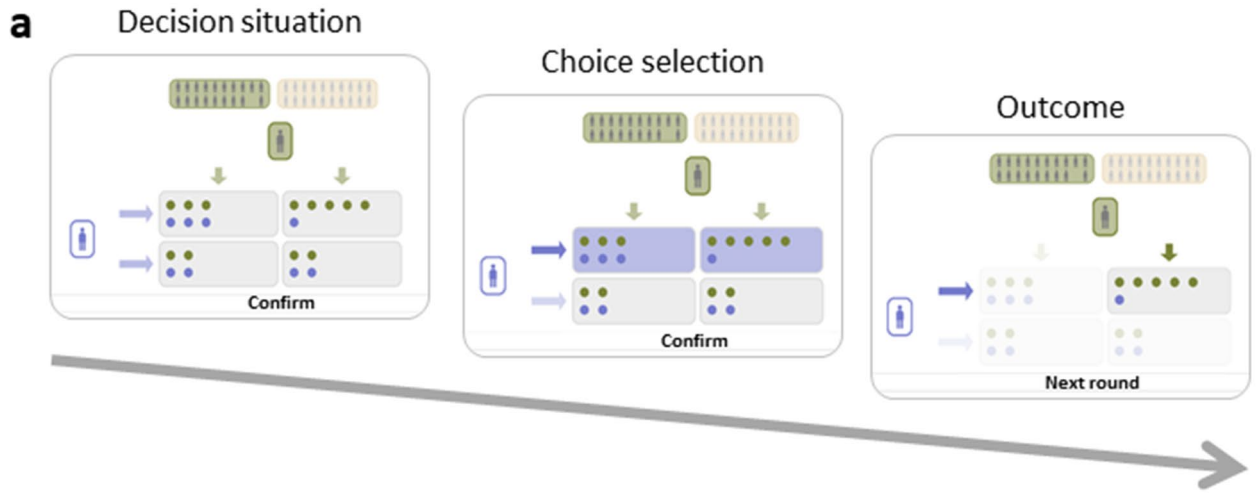 a
Decision situation
Confirm
Choice selection
Confirm
Outcome
Next round